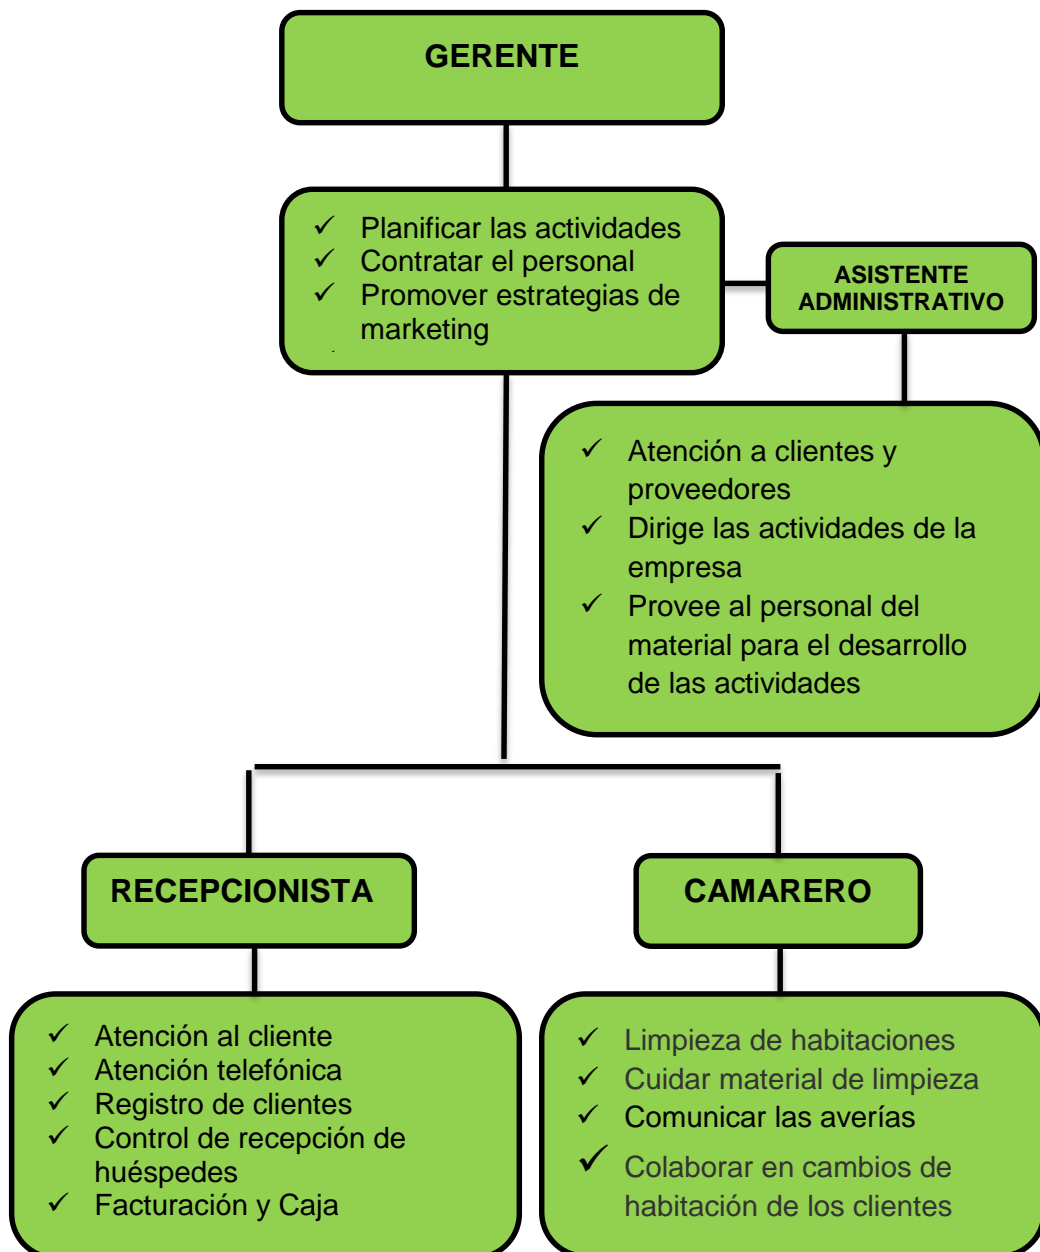 GERENTE
✓ Planificar las actividades
✓ Contratar el personal
✓ Promover estrategias de
marketing
ASISTENTE
ADMINISTRATIVO
✓ Atención a clientes y
proveedores
✓ Dirige las actividades de la
empresa
✓ Provee al personal del
material para el desarrollo
de las actividades
RECEPCIONISTA
✓ Atención al cliente
✓ Atención telefónica
✓ Registro de clientes
✓ Control de recepción de
huéspedes
✓ Facturación y Caja
CAMARERO
✓ Limpieza de habitaciones
✓ Cuidar material de limpieza
✓ Comunicar las averías
✓ Colaborar en cambios de
habitación de los clientes